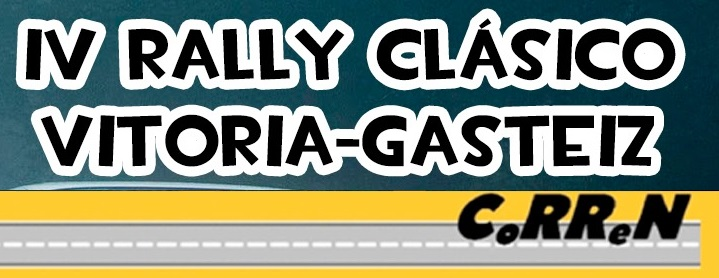 IV RALLY CLÁSICO
VITORIA-GASTEIZ
CoRReN